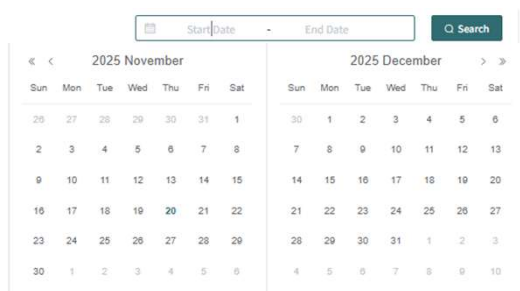 Start Date - End Date Search
2025 November 2025 December
Sun Mon Tue Wed Thu Fri Sat Sun Mon Tue Wed Thu Fri Sat
26 27 28 29 30 31 1 30 1 2 3 4 5 6
2 3 4 5 6 7 8 7 8 9 10 11 12 13
9 10 11 12 13 14 15 14 15 16 17 18 19 20
16 17 18 19 20 21 22 21 22 23 24 25 26 27
23 24 25 26 27 28 29 28 29 30 31 1 2 3
30 1 2 3 4 5 6 4 5 6 7 8 9 10